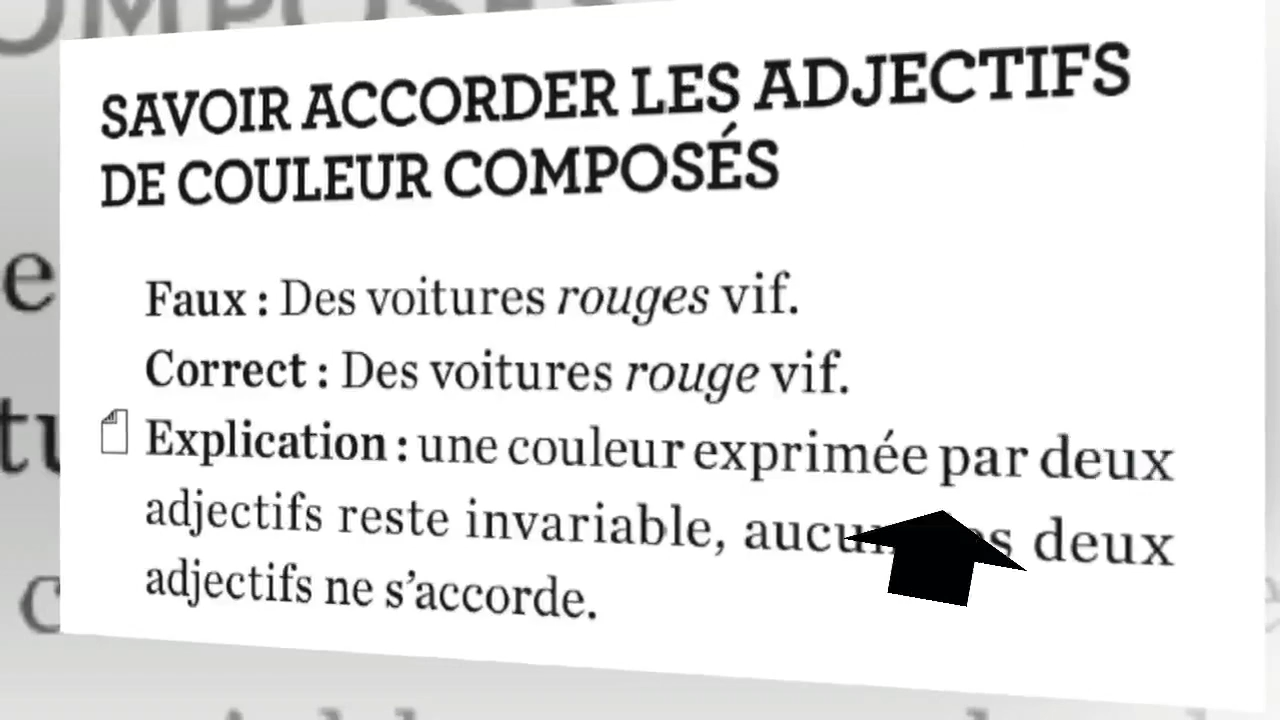 SAVOIR ACCORDER LES ADJECTIFS
DE COULEUR COMPOSÉS
Faux : Des voitures rouges vif.
Correct : Des voitures rouge vif.
Explication : une couleur exprimée par deux
adjectifs reste invariable, deux
adjectifs ne s’accorde.